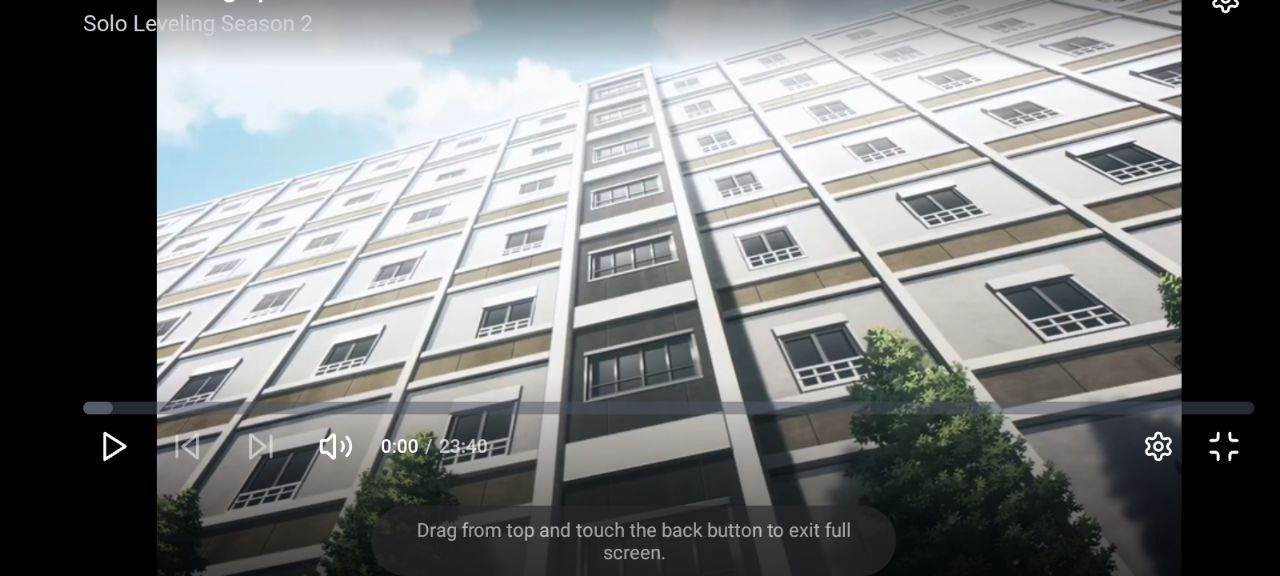 Solo Leveling Season 2
0:00 / 23:40
Drag from top and touch the back button to exit full
screen.